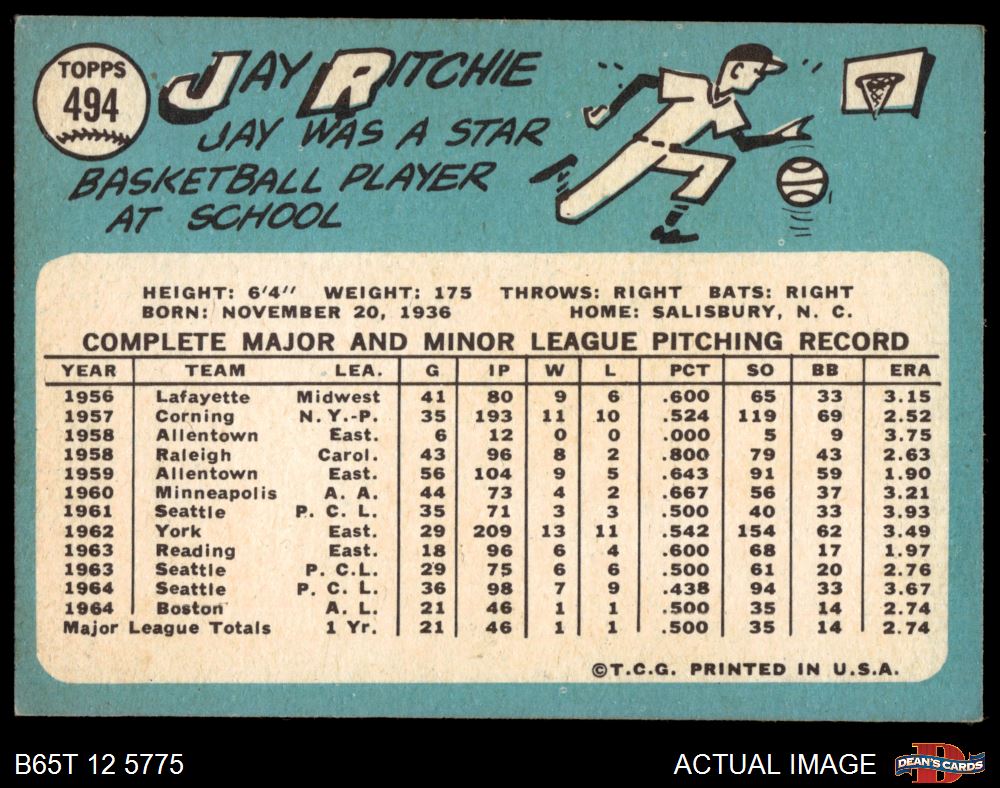 TOPPS
494
JAY RITCHIE
JAY WAS A STAR
BASKETBALL PLAYER
AT SCHOOL
HEIGHT: 6'4" WEIGHT: 175 THROWS: RIGHT BATS: RIGHT
BORN: NOVEMBER 20, 1936 HOME: SALISBURY, N. C.
COMPLETE MAJOR AND MINOR LEAGUE PITCHING RECORD
YEAR TEAM LEA. G IP W L PCT SO BB ERA
1956 Lafayette Midwest 41 80 9 6 .600 65 33 3.15
1957 Corning N. Y.-P. 35 193 11 10 .524 119 69 2.52
1958 Allentown East. 6 12 0 0 .000 5 9 3.75
1958 Raleigh Carol. 43 96 8 2 .800 79 43 2.63
1959 Allentown East. 56 104 9 5 .643 91 59 1.90
1960 Minneapolis A. A. 44 73 4 2 .667 56 37 3.21
1961 Seattle P. C. L. 35 71 3 3 .500 40 33 3.93
1962 York East. 29 209 13 11 .542 154 62 3.49
1963 Reading East. 18 96 6 4 .600 68 17 1.97
1963 Seattle P. C.L. 29 75 6 6 .500 61 20 2.76
1964 Seattle P. C. L. 36 98 7 9 .438 94 33 3.67
1964 Boston A. L. 21 46 1 1 .500 35 14 2.74
Major League Totals 1 Yr. 21 46 1 1 .500 35 14 2.74
©T.C.G. PRINTED IN U.S.A.
B65T 12 5775 ACTUAL IMAGE DEAN'S CARDS